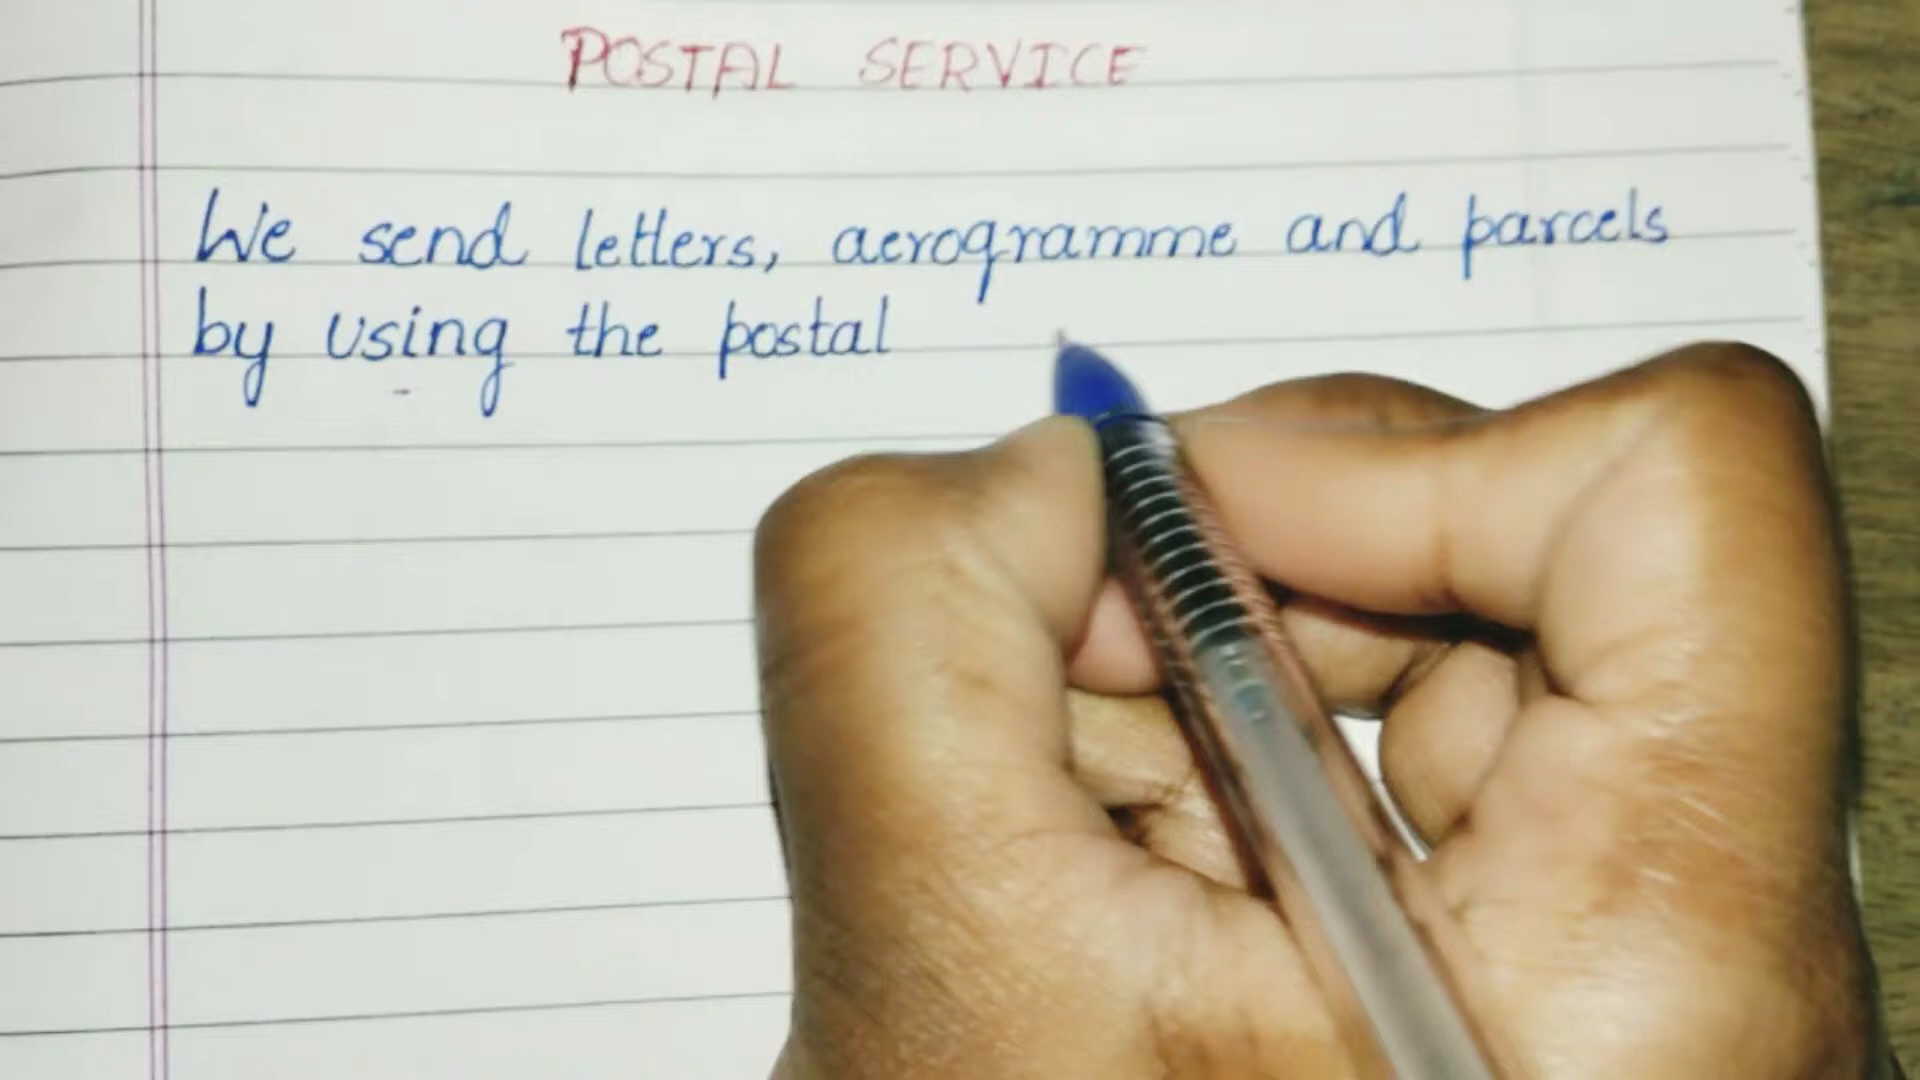 POSTAL SERVICE
We send letters, aerogramme and parcels
by using the postal